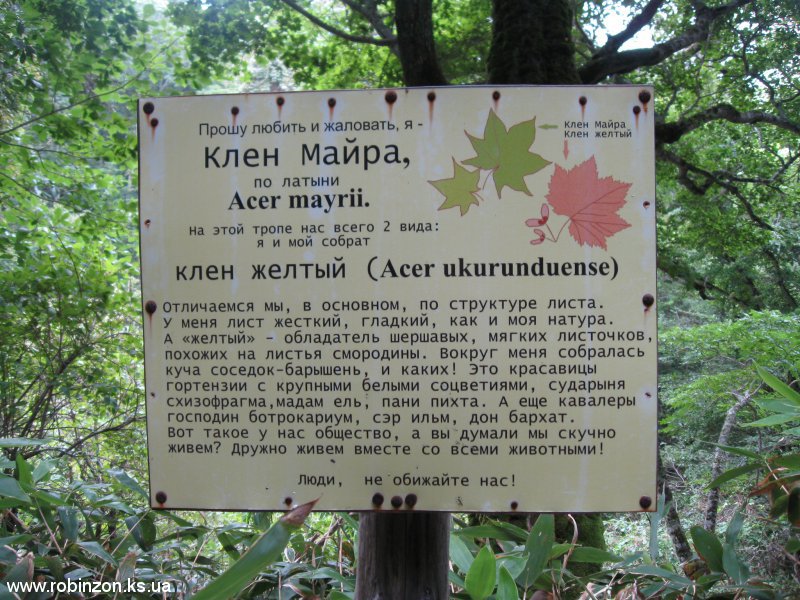 Прошу любить и жаловать, я -
Клен Майра,
по латыни
Acer mayrii.
Клен Майра
Клен желтый
на этой тропе нас всего 2 вида:
я и мой собрат
клен желтый (Acer ukurunduense)
Отличаемся мы, в основном, по структуре листа.
У меня лист жесткий, гладкий, как и моя натура.
А «желтый» - обладатель шершавых, мягких листочков,
похожих на листья смородины. Вокруг меня собралась
куча соседок-барышень, и каких! Это красавицы
гортензии с крупными белыми соцветиями, сударыня
схизофрагма,мадам ель, пани пихта. А еще кавалеры
господин ботрокариум, сэр ильм, дон бархат.
Вот такое у нас общество, а вы думали мы скучно
живем? Дружно живем вместе со всеми животными!
Люди, не обижайте нас!
www.robinzon.ks.ua